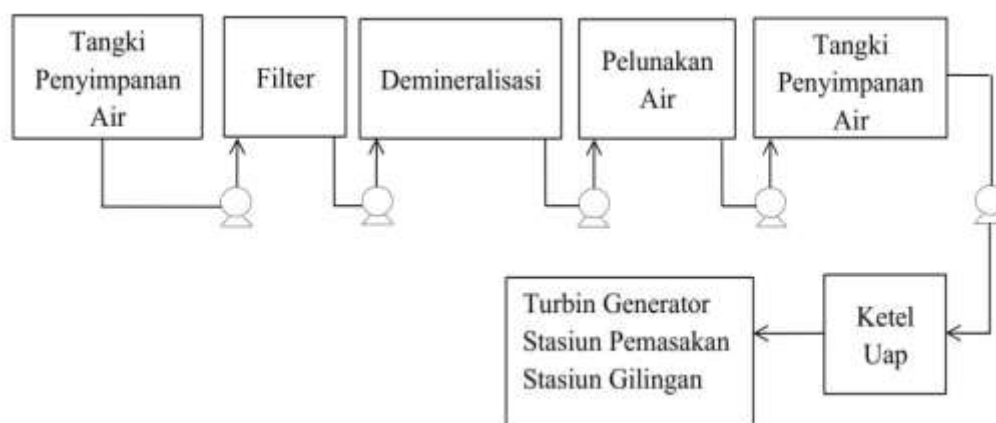 Tangki
Penyimpanan
Air
Filter
Demineralisasi
Pelunakan
Air
Tangki
Penyimpanan
Air
Turbin Generator
Stasiun Pemasakan
Stasiun Gilingan
Ketel
Uap